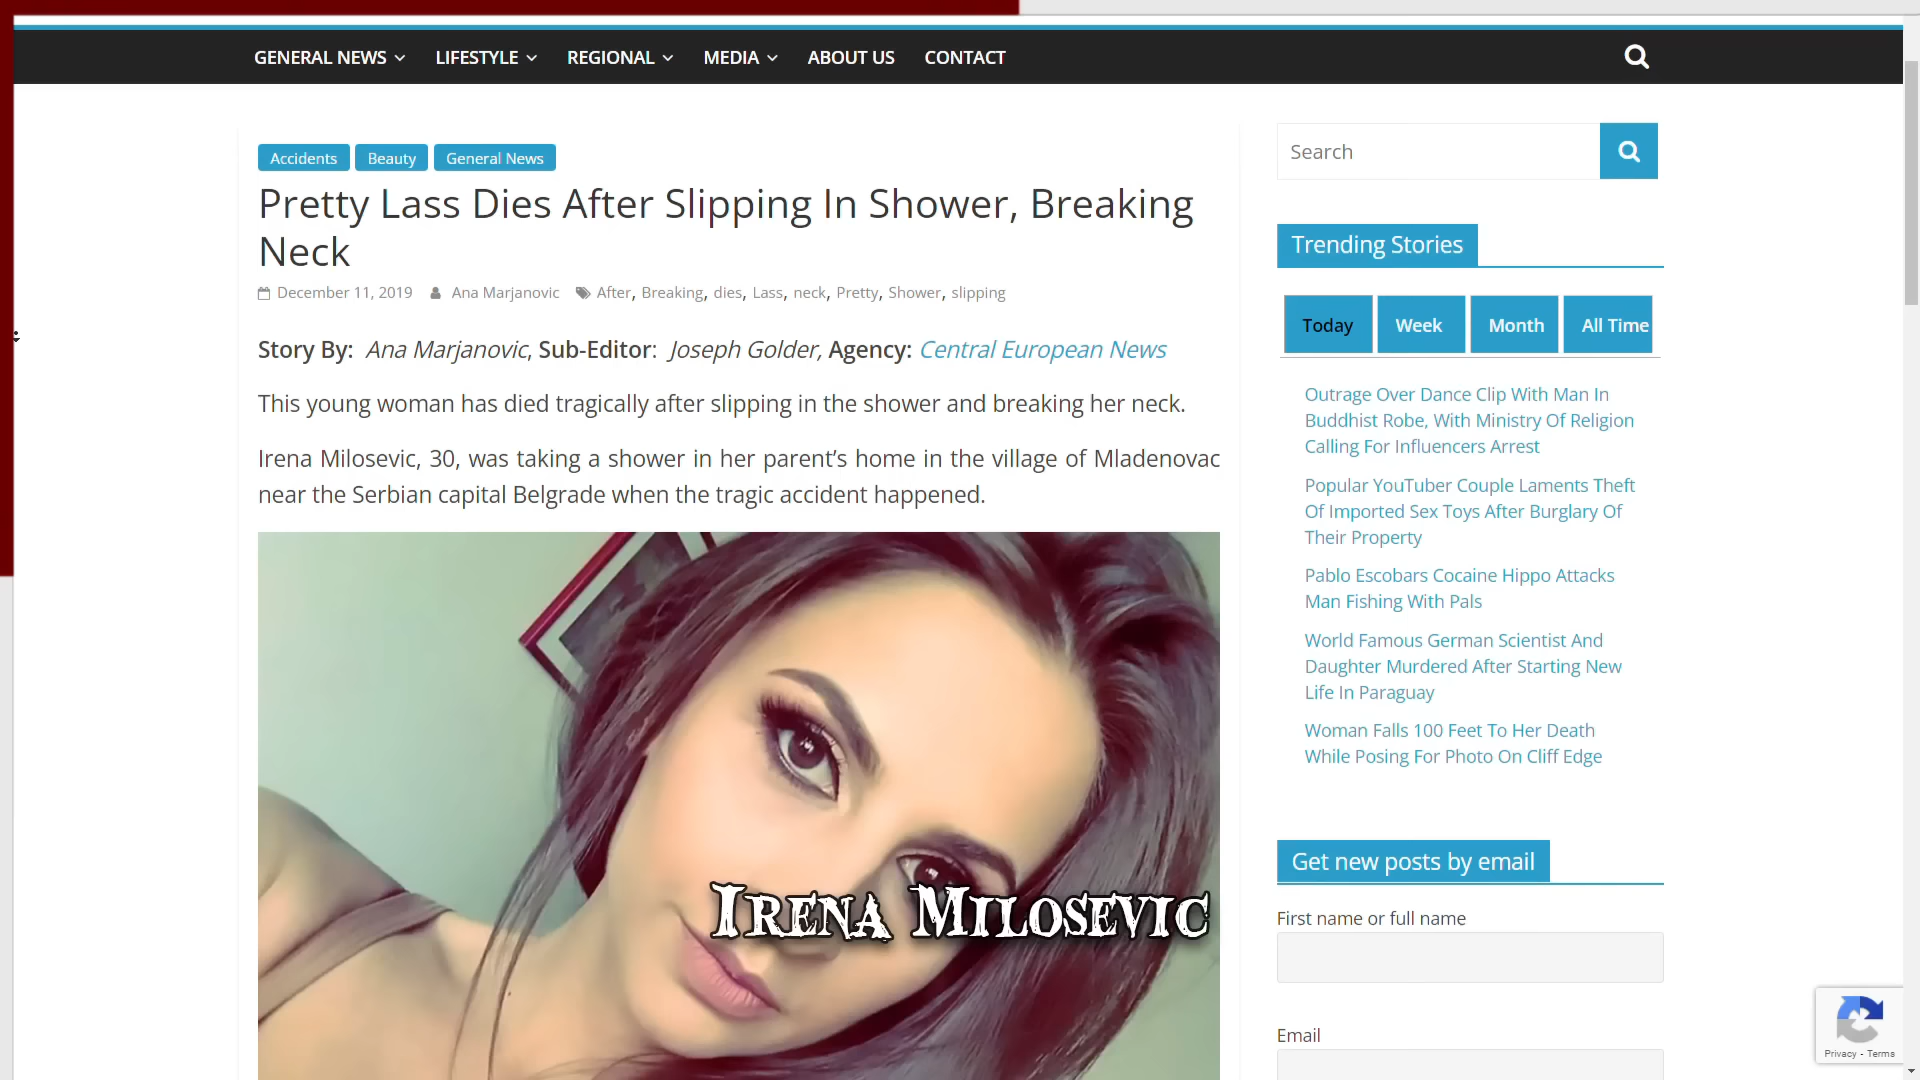 GENERAL NEWS
LIFESTYLE
REGIONAL
MEDIA
ABOUT US
CONTACT
Accidents
Beauty
General News
Pretty Lass Dies After Slipping In Shower, Breaking
Neck
December 11, 2019 Ana Marjanovic After, Breaking, dies, Lass, neck, Pretty, Shower, slipping
Story By: Ana Marjanovic, Sub-Editor: Joseph Golder, Agency: Central European News
This young woman has died tragically after slipping in the shower and breaking her neck.
Irena Milosevic, 30, was taking a shower in her parent’s home in the village of Mladenovac
near the Serbian capital Belgrade when the tragic accident happened.
IRENA MILOSEVIC
Search
Trending Stories
Today
Week
Month
All Time
Outrage Over Dance Clip With Man In
Buddhist Robe, With Ministry Of Religion
Calling For Influencers Arrest
Popular YouTuber Couple Laments Theft
Of Imported Sex Toys After Burglary Of
Their Property
Pablo Escobars Cocaine Hippo Attacks
Man Fishing With Pals
World Famous German Scientist And
Daughter Murdered After Starting New
Life In Paraguay
Woman Falls 100 Feet To Her Death
While Posing For Photo On Cliff Edge
Get new posts by email
First name or full name
Email
Privacy - Terms